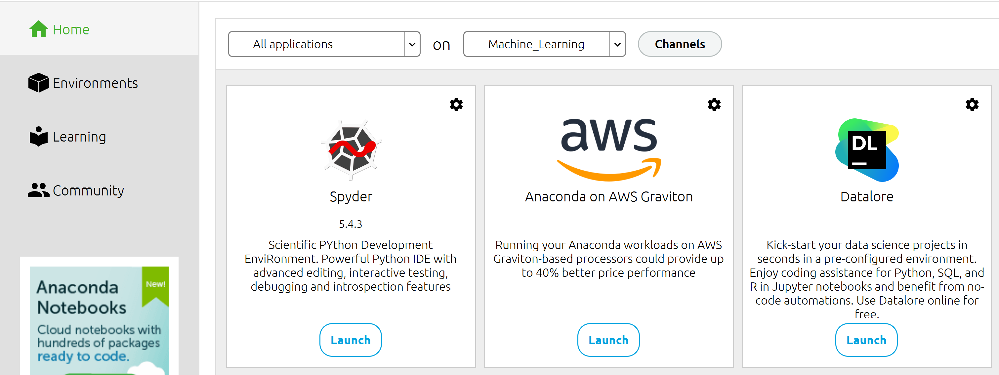 Home
Environments
Learning
Community
Anaconda
Notebooks
New!
Cloud notebooks with
hundreds of packages
ready to code.
All applications
on
Machine_Learning
Channels
Spyder
5.4.3
Scientific PYthon Development
EnviRonment. Powerful Python IDE with
advanced editing, interactive testing,
debugging and introspection features
Launch
aws
Anaconda on AWS Graviton
Running your Anaconda workloads on AWS
Graviton-based processors could provide up
to 40% better price performance
Launch
DL
Datalore
Kick-start your data science projects in
seconds in a pre-configured environment.
Enjoy coding assistance for Python, SQL, and
R in Jupyter notebooks and benefit from no-
code automations. Use Datalore online for
free.
Launch